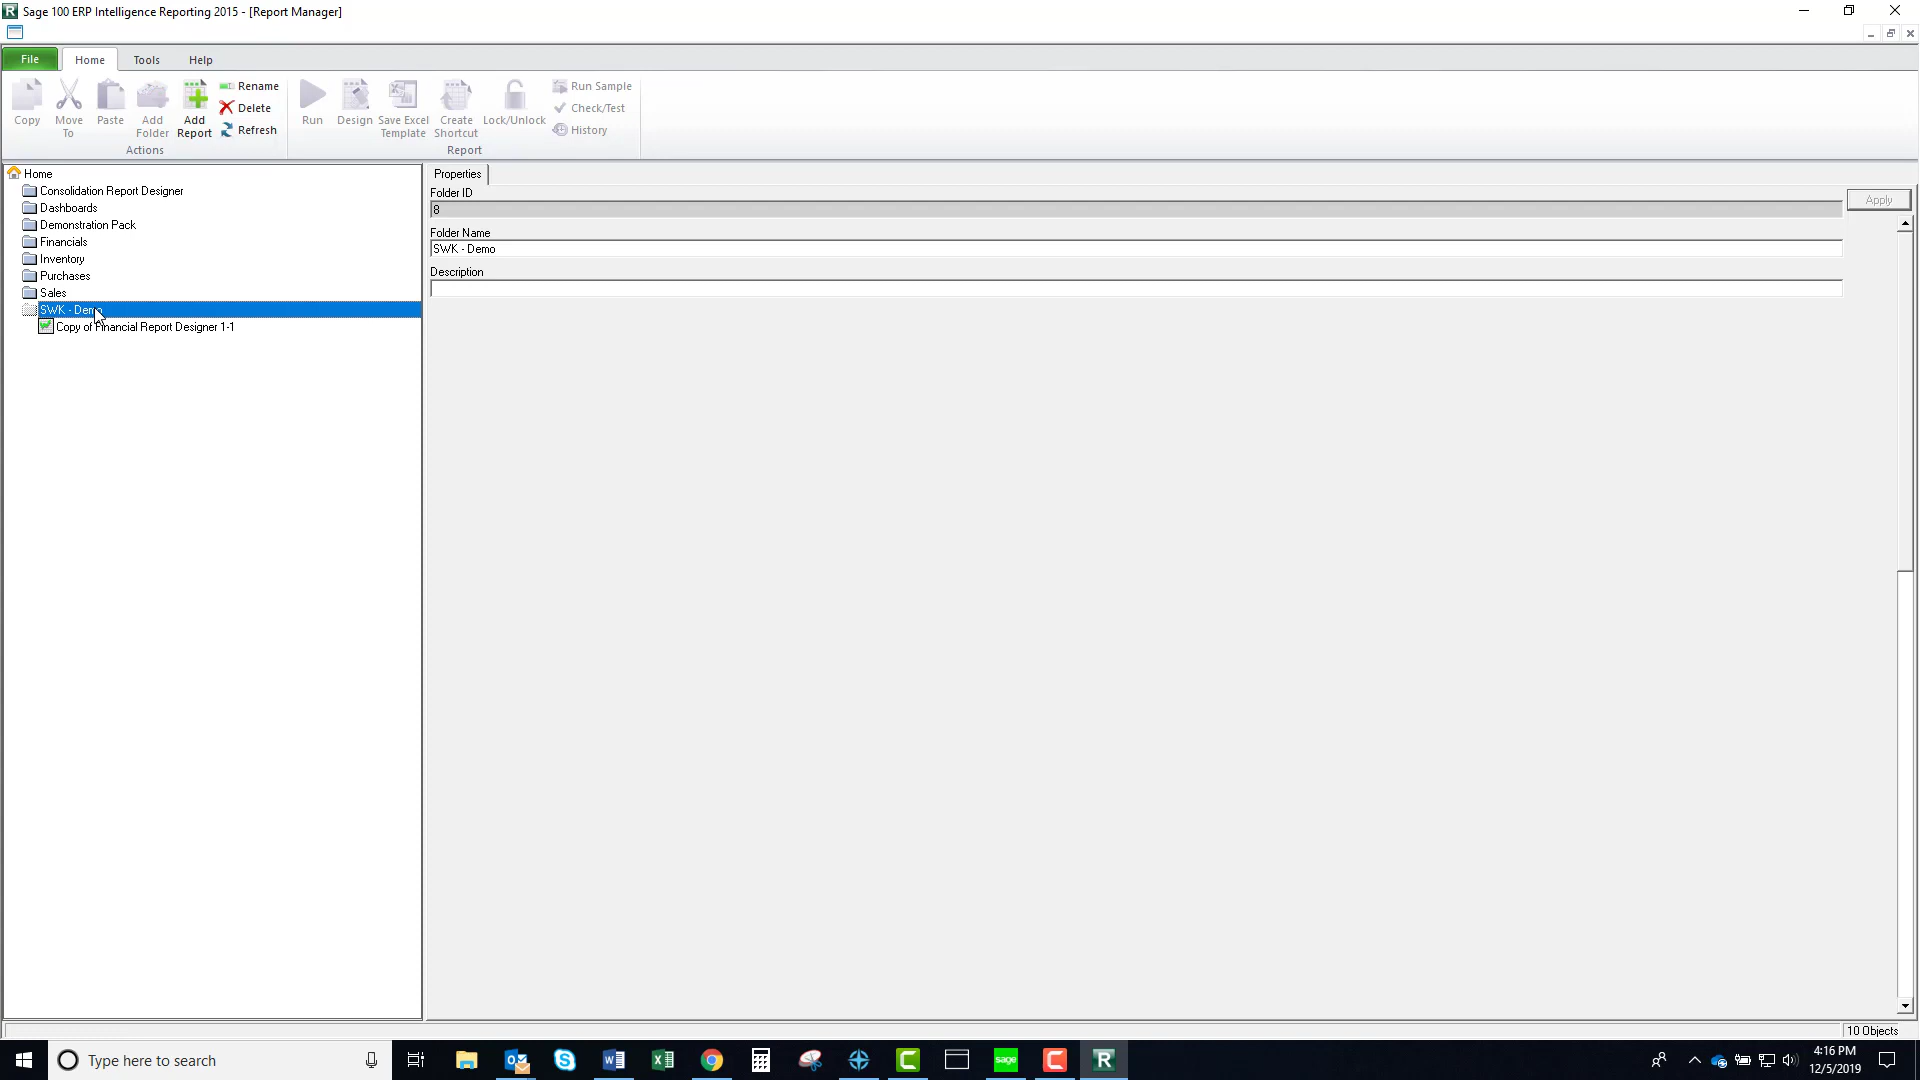 Sage 100 ERP Intelligence Reporting 2015 - [Report Manager]
File Home Tools Help
Copy
Move To
Paste
Add Folder
Add Report
Rename
Delete
Refresh
Actions
Run
Design
Save Excel Template
Create Shortcut
Lock/Unlock
Run Sample
Check/Test
History
Report
Home
Consolidation Report Designer
Dashboards
Demonstration Pack
Financials
Inventory
Purchases
Sales
SWK - Demo
Copy of Financial Report Designer 1-1
Properties
Folder ID
8
Apply
Folder Name
SWK - Demo
Description
10 Objects
Type here to search
sage
R
4:16 PM
12/5/2019